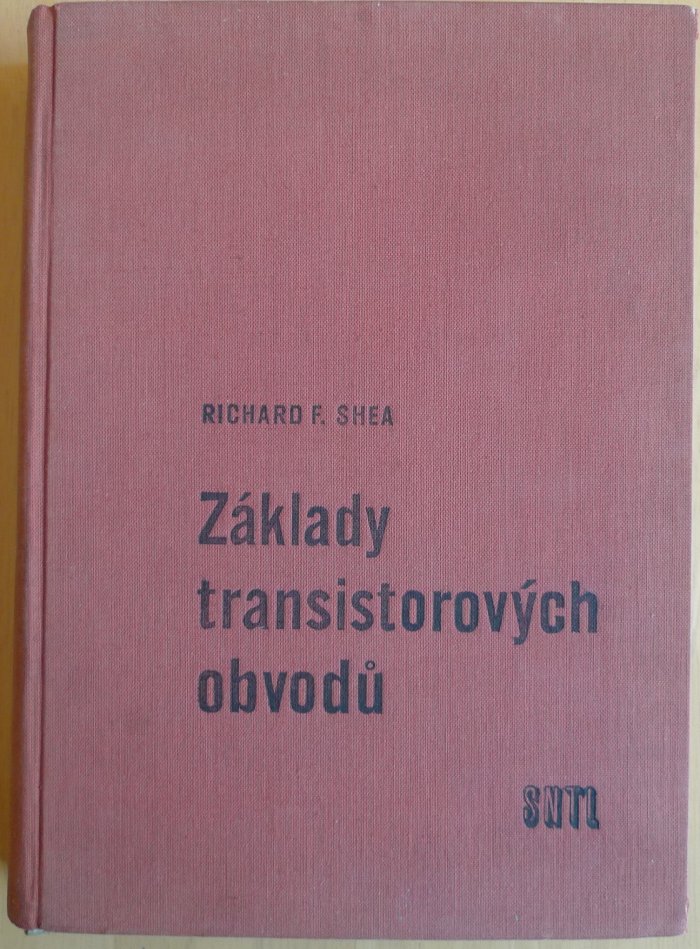 RICHARD F. SHEA
Základy
transistorových
obvodů
SNTL